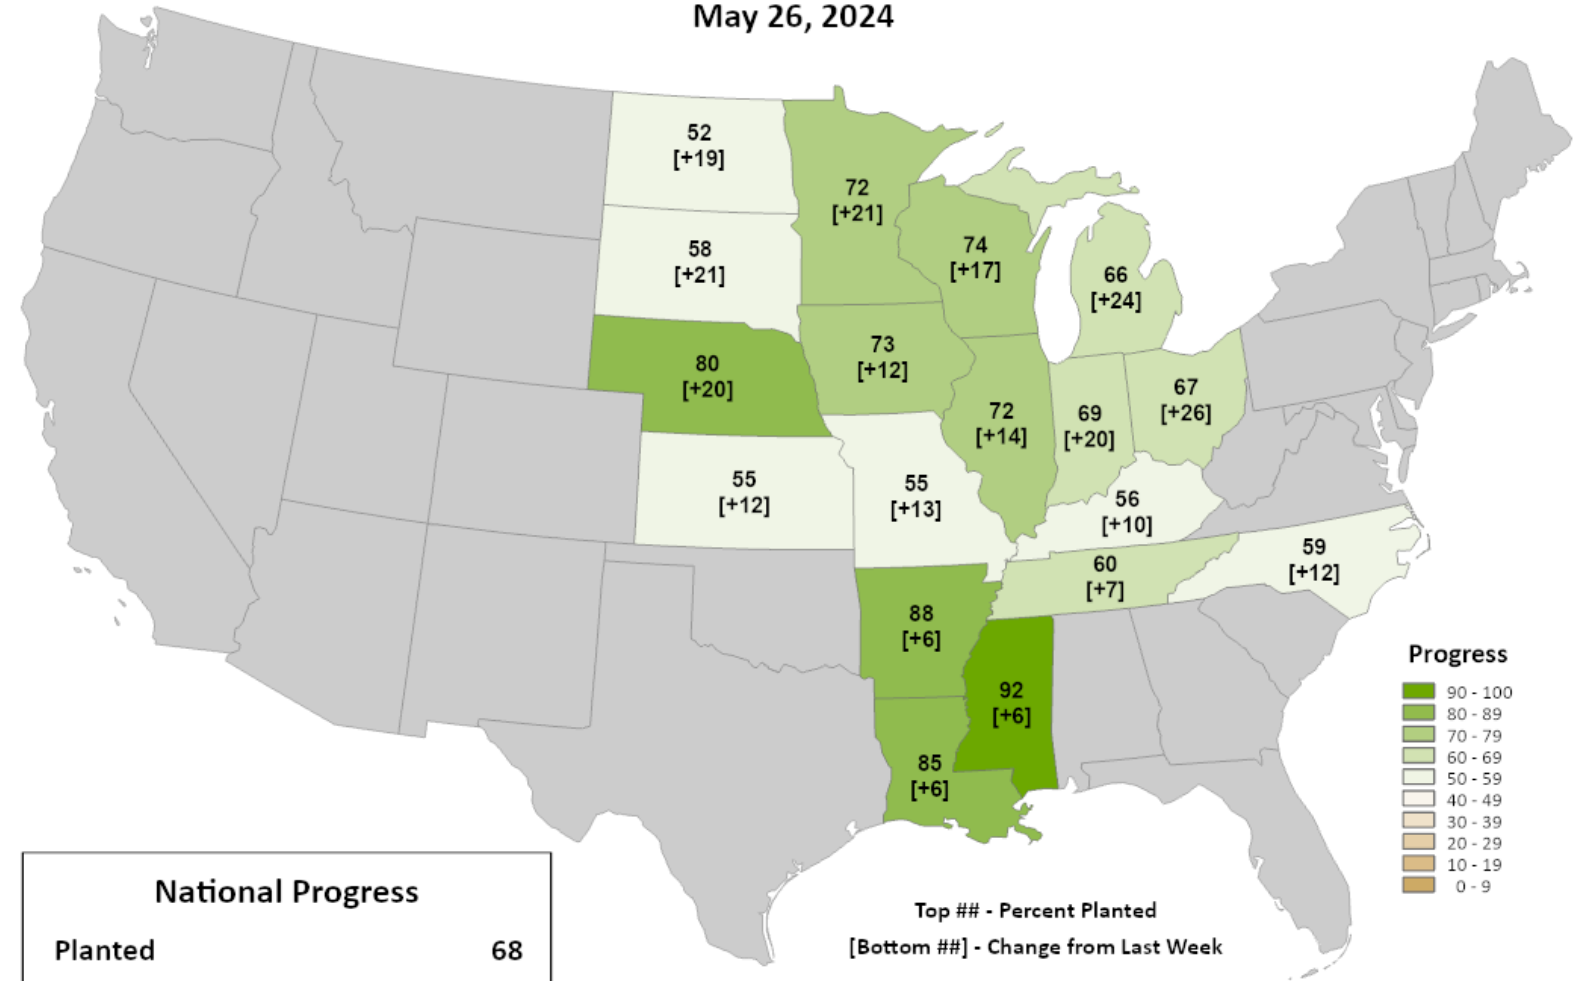 May 26, 2024
52
[+19]
72
[+21]
58
[+21]
74
[+17]
66
[+24]
80
[+20]
73
[+12]
72
[+14]
69
[+20]
67
[+26]
55
[+12]
55
[+13]
56
[+10]
59
[+12]
60
[+7]
88
[+6]
92
[+6]
85
[+6]
Progress
90 - 100
80 - 89
70 - 79
60 - 69
50 - 59
40 - 49
30 - 39
20 - 29
10 - 19
0 - 9
National Progress
Planted 68
Top ## - Percent Planted
[Bottom ##] - Change from Last Week